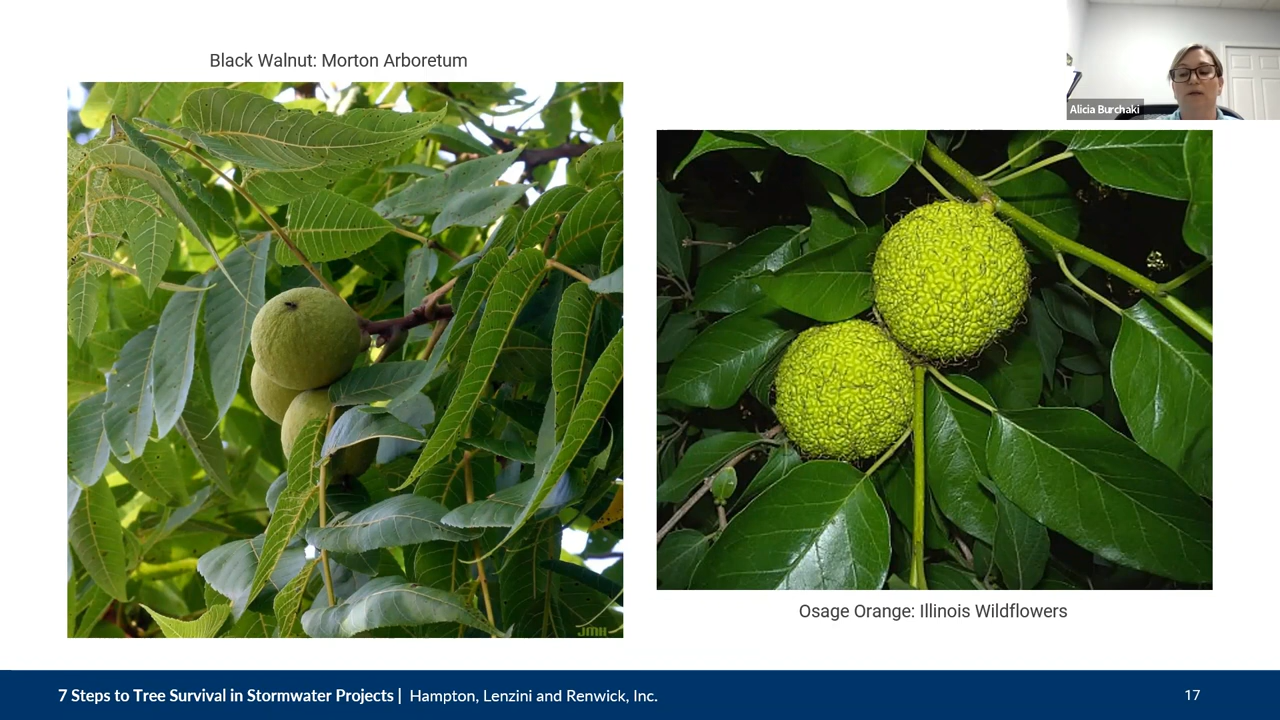 Black Walnut: Morton Arboretum
Alicia Burchaki
JMH
Osage Orange: Illinois Wildflowers
7 Steps to Tree Survival in Stormwater Projects | Hampton, Lenzini and Renwick, Inc.
17